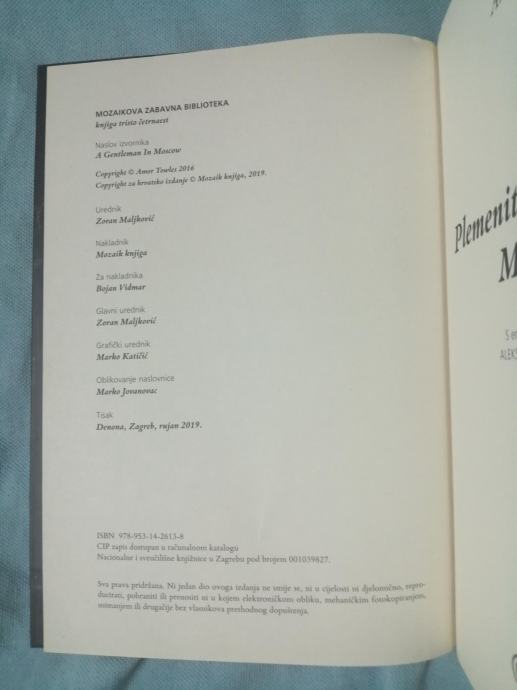 MOZAIKOVA ZABAVNA BIBLIOTEKA
knjiga tristo četrnaest
Naslov izvornika
A Gentleman In Moscow
Copyright © Amor Towles 2016
Copyright za hrvatsko izdanje © Mozaik knjiga, 2019.
Urednik
Zoran Maljković
Nakladnik
Mozaik knjiga
Za nakladnika
Bojan Vidmar
Glavni urednik
Zoran Maljković
Grafički urednik
Marko Katičić
Oblikovanje naslovnice
Marko Jovanovac
Tisak
Denona, Zagreb, rujan 2019.
ISBN 978-953-14-2613-8
CIP zapis dostupan u računalnom katalogu
Nacionalne i sveučilišne knjižnice u Zagrebu pod brojem 001039827.
Sva prava pridržana. Ni jedan dio ovoga izdanja ne smije se, ni u cijelosti ni djelomično, repro-
ducirati, pohraniti ili prenositi ni u kojem elektroničkom obliku, mehaničkim fotokopiranjem,
snimanjem ili drugačije bez vlasnikova prethodnog dopuštenja.
Plemenit
M
S en
ALEKS